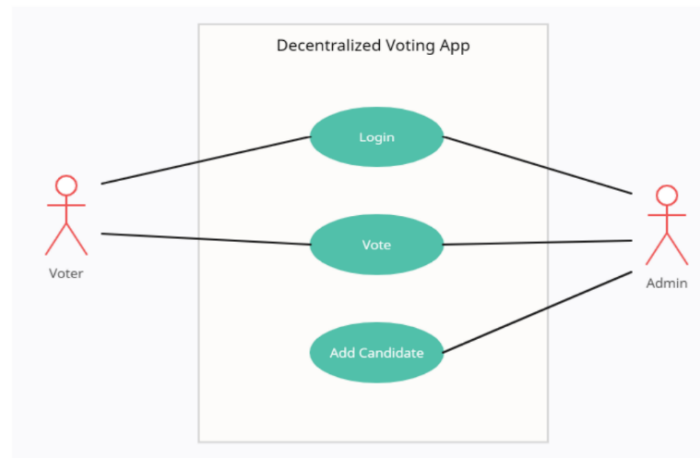 Decentralized Voting App
Login
Vote
Voter
Admin
Add Candidate